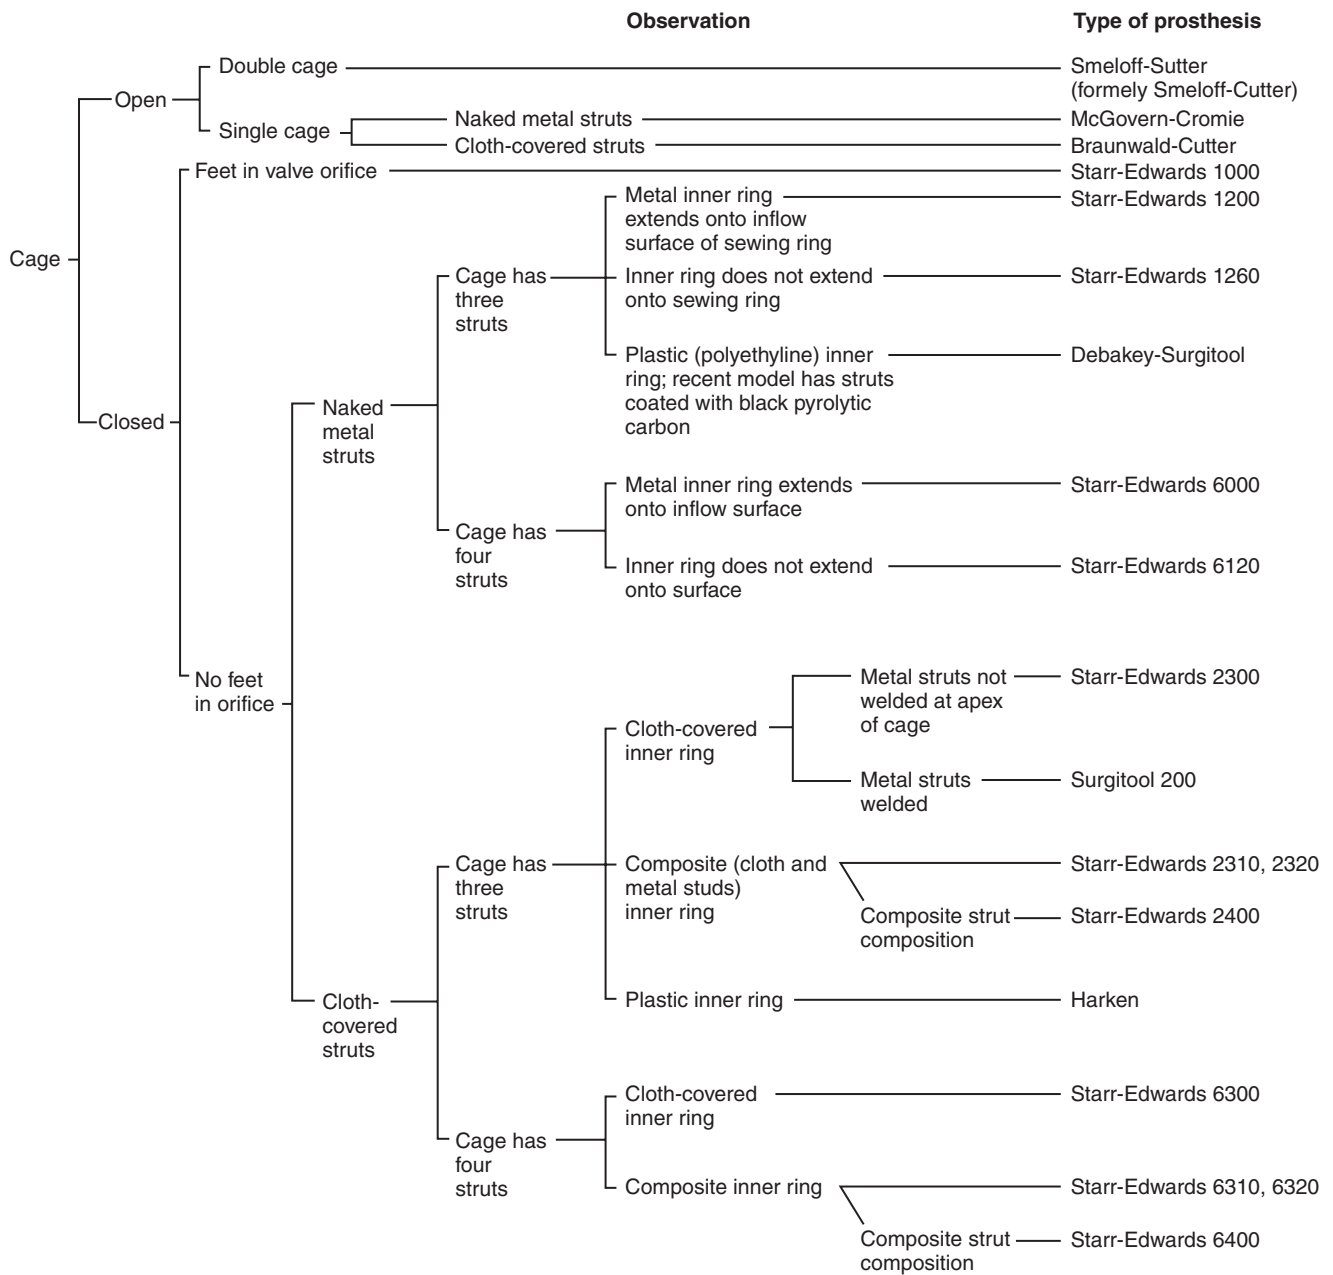 Observation
Type of prosthesis
Double cage
Smeloff-Sutter
(formely Smeloff-Cutter)
Open
Single cage
Naked metal struts
McGovern-Cromie
Cloth-covered struts
Braunwald-Cutter
Feet in valve orifice
Starr-Edwards 1000
Cage
Metal inner ring
extends onto inflow
surface of sewing ring
Starr-Edwards 1200
Cage has
three
struts
Inner ring does not extend
onto sewing ring
Starr-Edwards 1260
Plastic (polyethyline) inner
ring; recent model has struts
coated with black pyrolytic
carbon
Debakey-Surgitool
Closed
Naked
metal
struts
Metal inner ring extends
onto inflow surface
Starr-Edwards 6000
Cage has
four
struts
Inner ring does not extend
onto surface
Starr-Edwards 6120
No feet
in orifice
Metal struts not
welded at apex
of cage
Starr-Edwards 2300
Cloth-covered
inner ring
Metal struts
welded
Surgitool 200
Cage has
three
struts
Composite (cloth and
metal studs)
inner ring
Starr-Edwards 2310, 2320
Composite strut
composition
Starr-Edwards 2400
Plastic inner ring
Harken
Cloth-
covered
struts
Cloth-covered
inner ring
Starr-Edwards 6300
Cage has
four
struts
Composite inner ring
Starr-Edwards 6310, 6320
Composite strut
composition
Starr-Edwards 6400